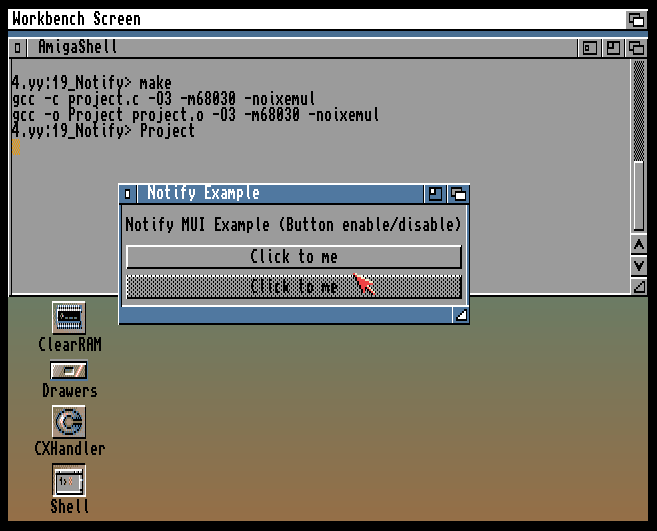 Workbench Screen
AmigaShell
4.yy:19_Notify> make
gcc -c project.c -O3 -m68030 -noixemul
gcc -o Project project.o -O3 -m68030 -noixemul
4.yy:19_Notify> Project
Notify Example
Notify MUI Example (Button enable/disable)
Click to me
Click to me
ClearRAM
Drawers
CXHandler
Shell